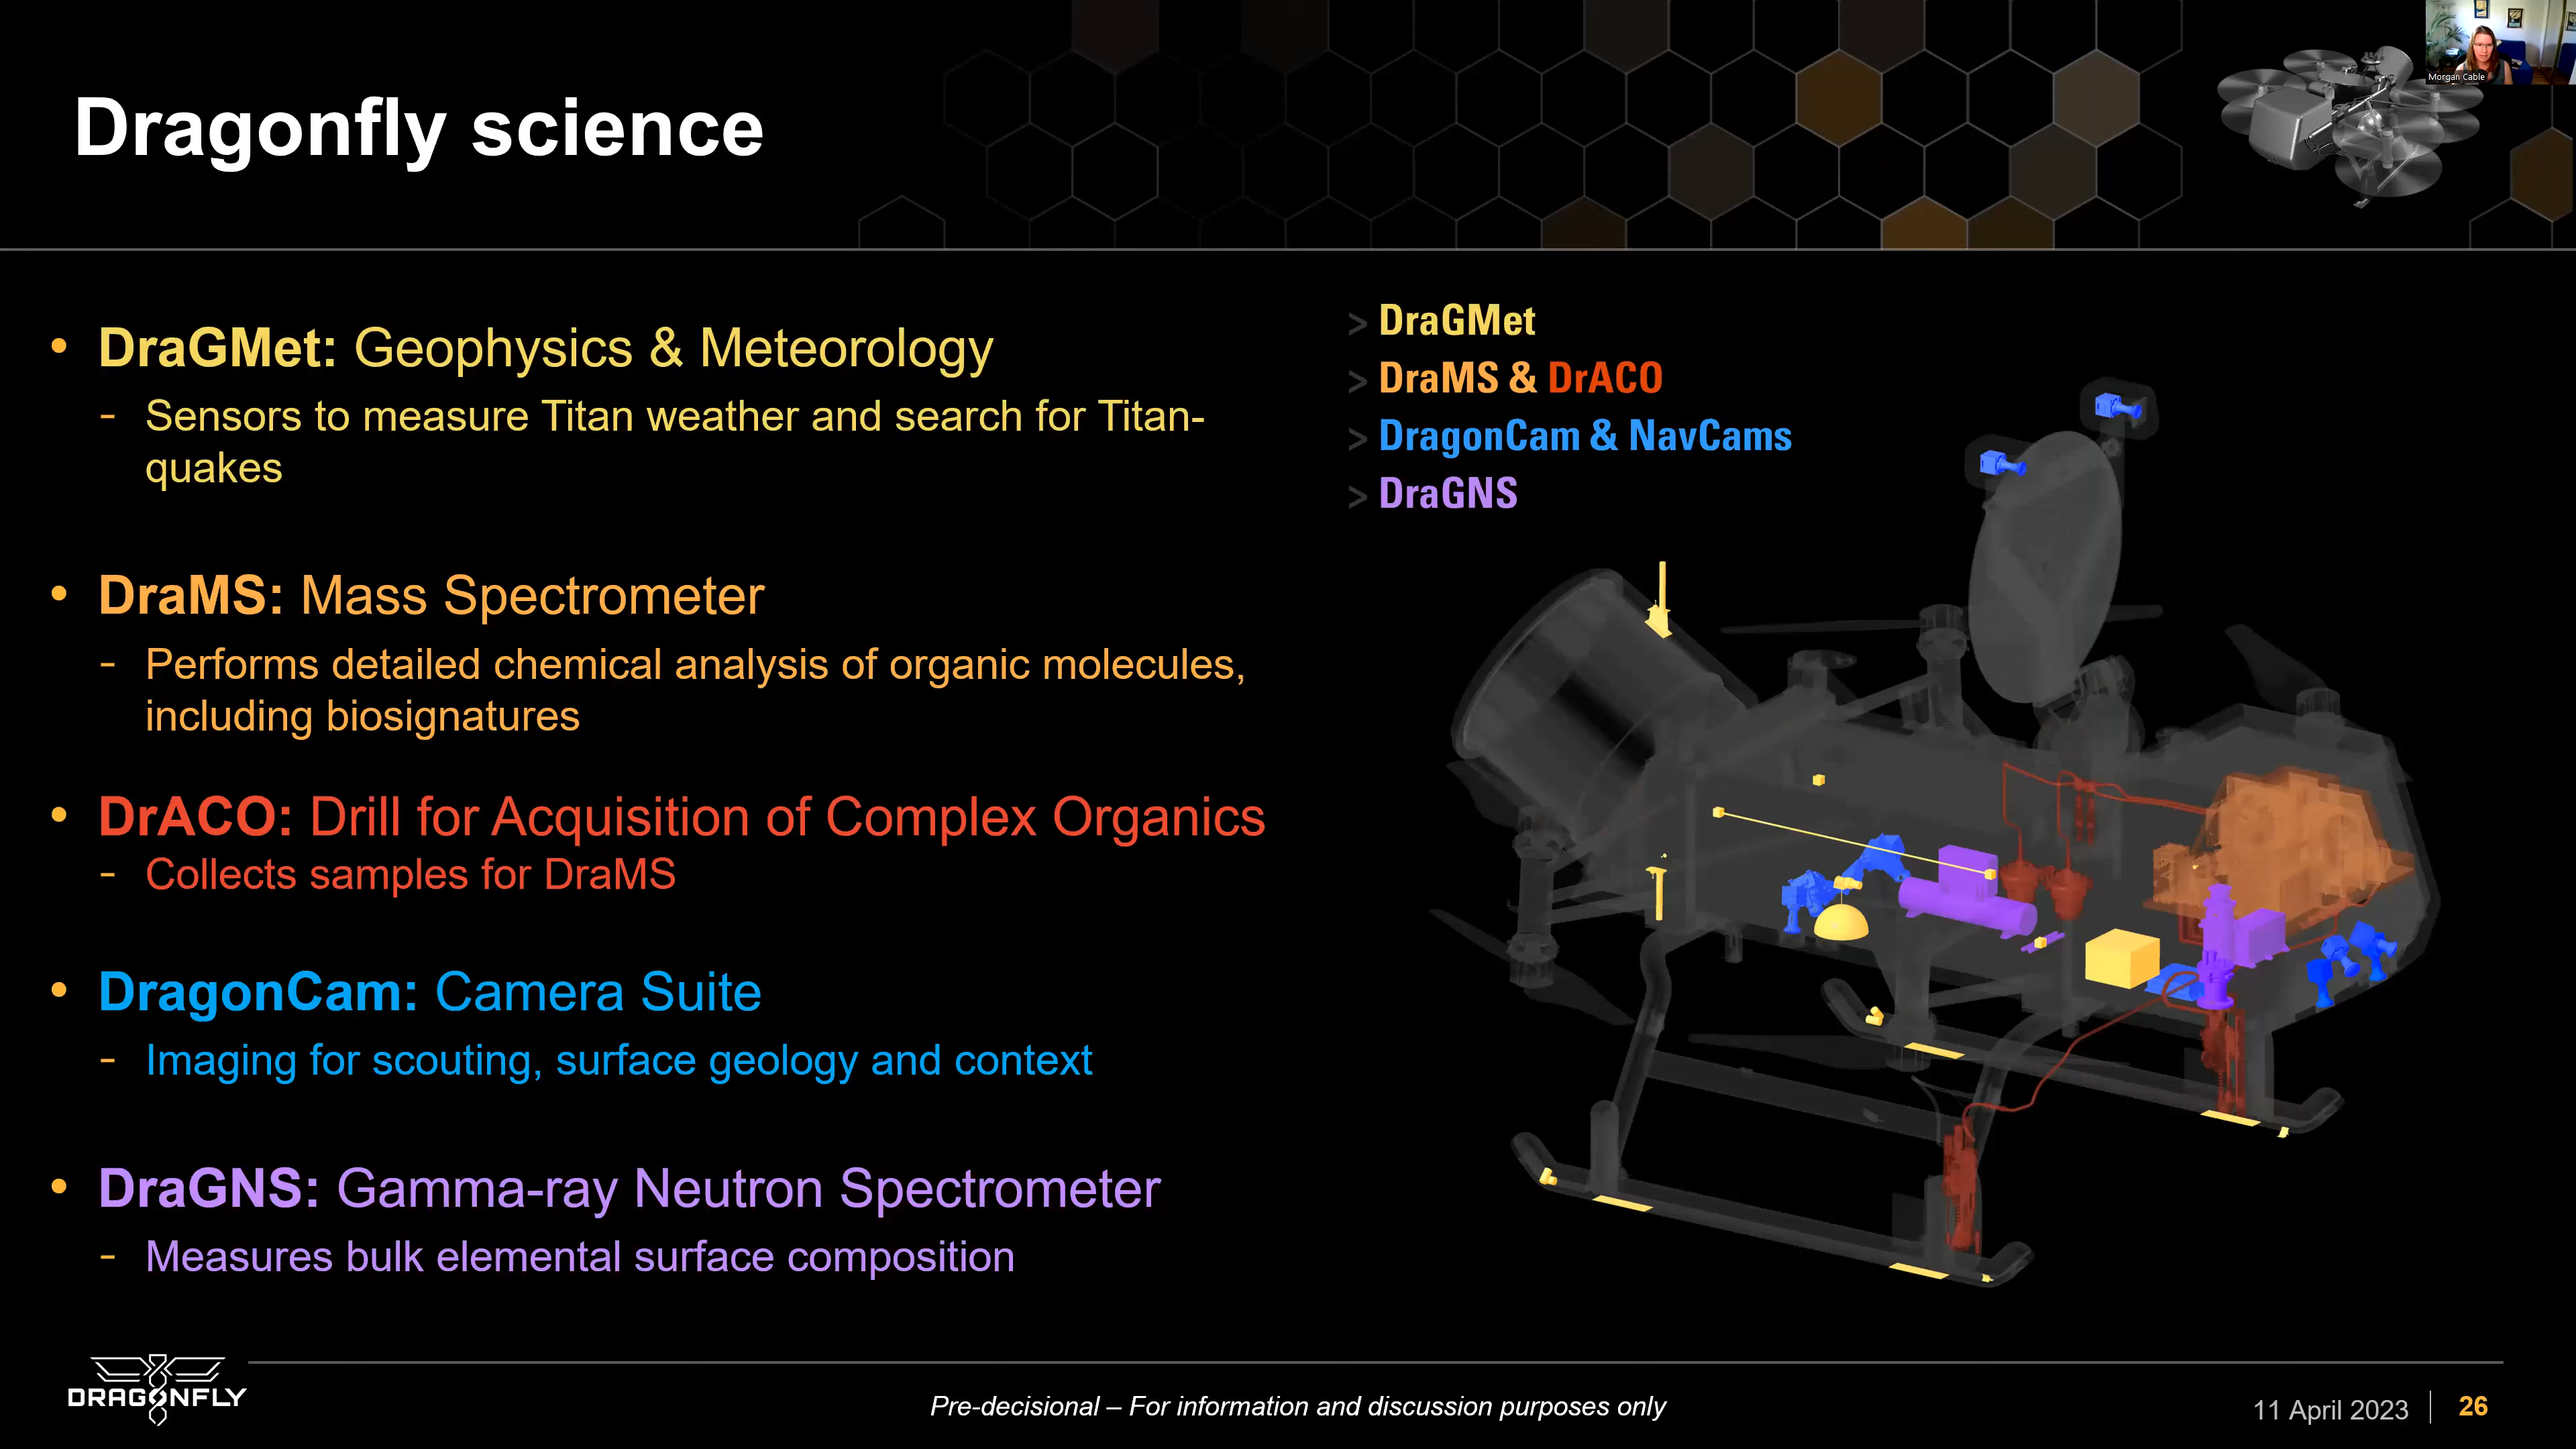 Morgan Cable
Dragonfly science
• DraGMet: Geophysics & Meteorology
- Sensors to measure Titan weather and search for Titan-
quakes
• DraMS: Mass Spectrometer
- Performs detailed chemical analysis of organic molecules,
including biosignatures
• DrACO: Drill for Acquisition of Complex Organics
- Collects samples for DraMS
• DragonCam: Camera Suite
- Imaging for scouting, surface geology and context
• DraGNS: Gamma-ray Neutron Spectrometer
- Measures bulk elemental surface composition
> DraGMet
> DraMS & DrACO
> DragonCam & NavCams
> DraGNS
DRAGONFLY
Pre-decisional – For information and discussion purposes only
11 April 2023 | 26